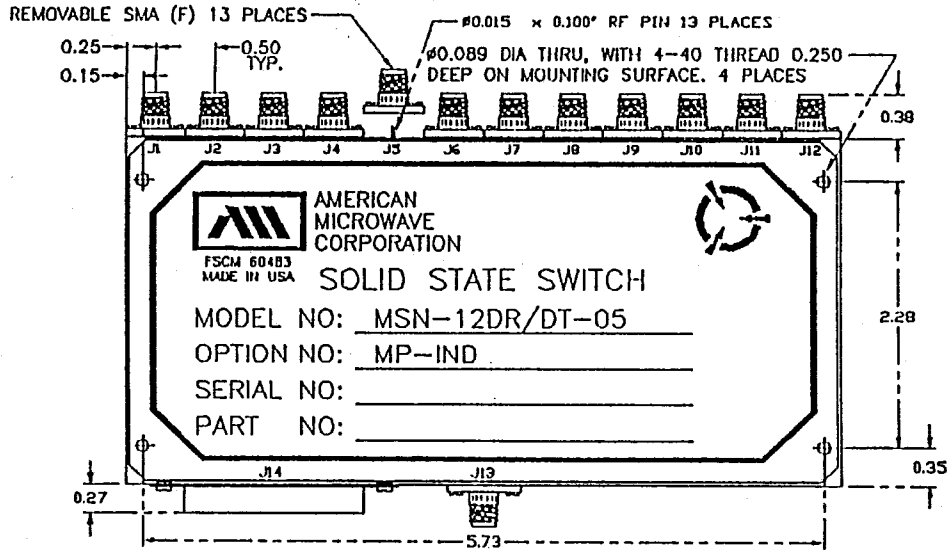 REMOVABLE SMA (F) 13 PLACES
ø0.015 x 0.100" RF PIN 13 PLACES
0.25
0.50
TYP.
ø0.089 DIA THRU, WITH 4-40 THREAD 0.250
DEEP ON MOUNTING SURFACE. 4 PLACES
0.15
0.38
J1 J2 J3 J4 J5 J6 J7 J8 J9 J10 J11 J12
AMERICAN
MICROWAVE
CORPORATION
FSCM 60483
MADE IN USA
SOLID STATE SWITCH
MODEL NO: MSN-12DR/DT-05
OPTION NO: MP-IND
SERIAL NO:
PART NO:
2.28
J14 J13
0.35
0.27
5.73